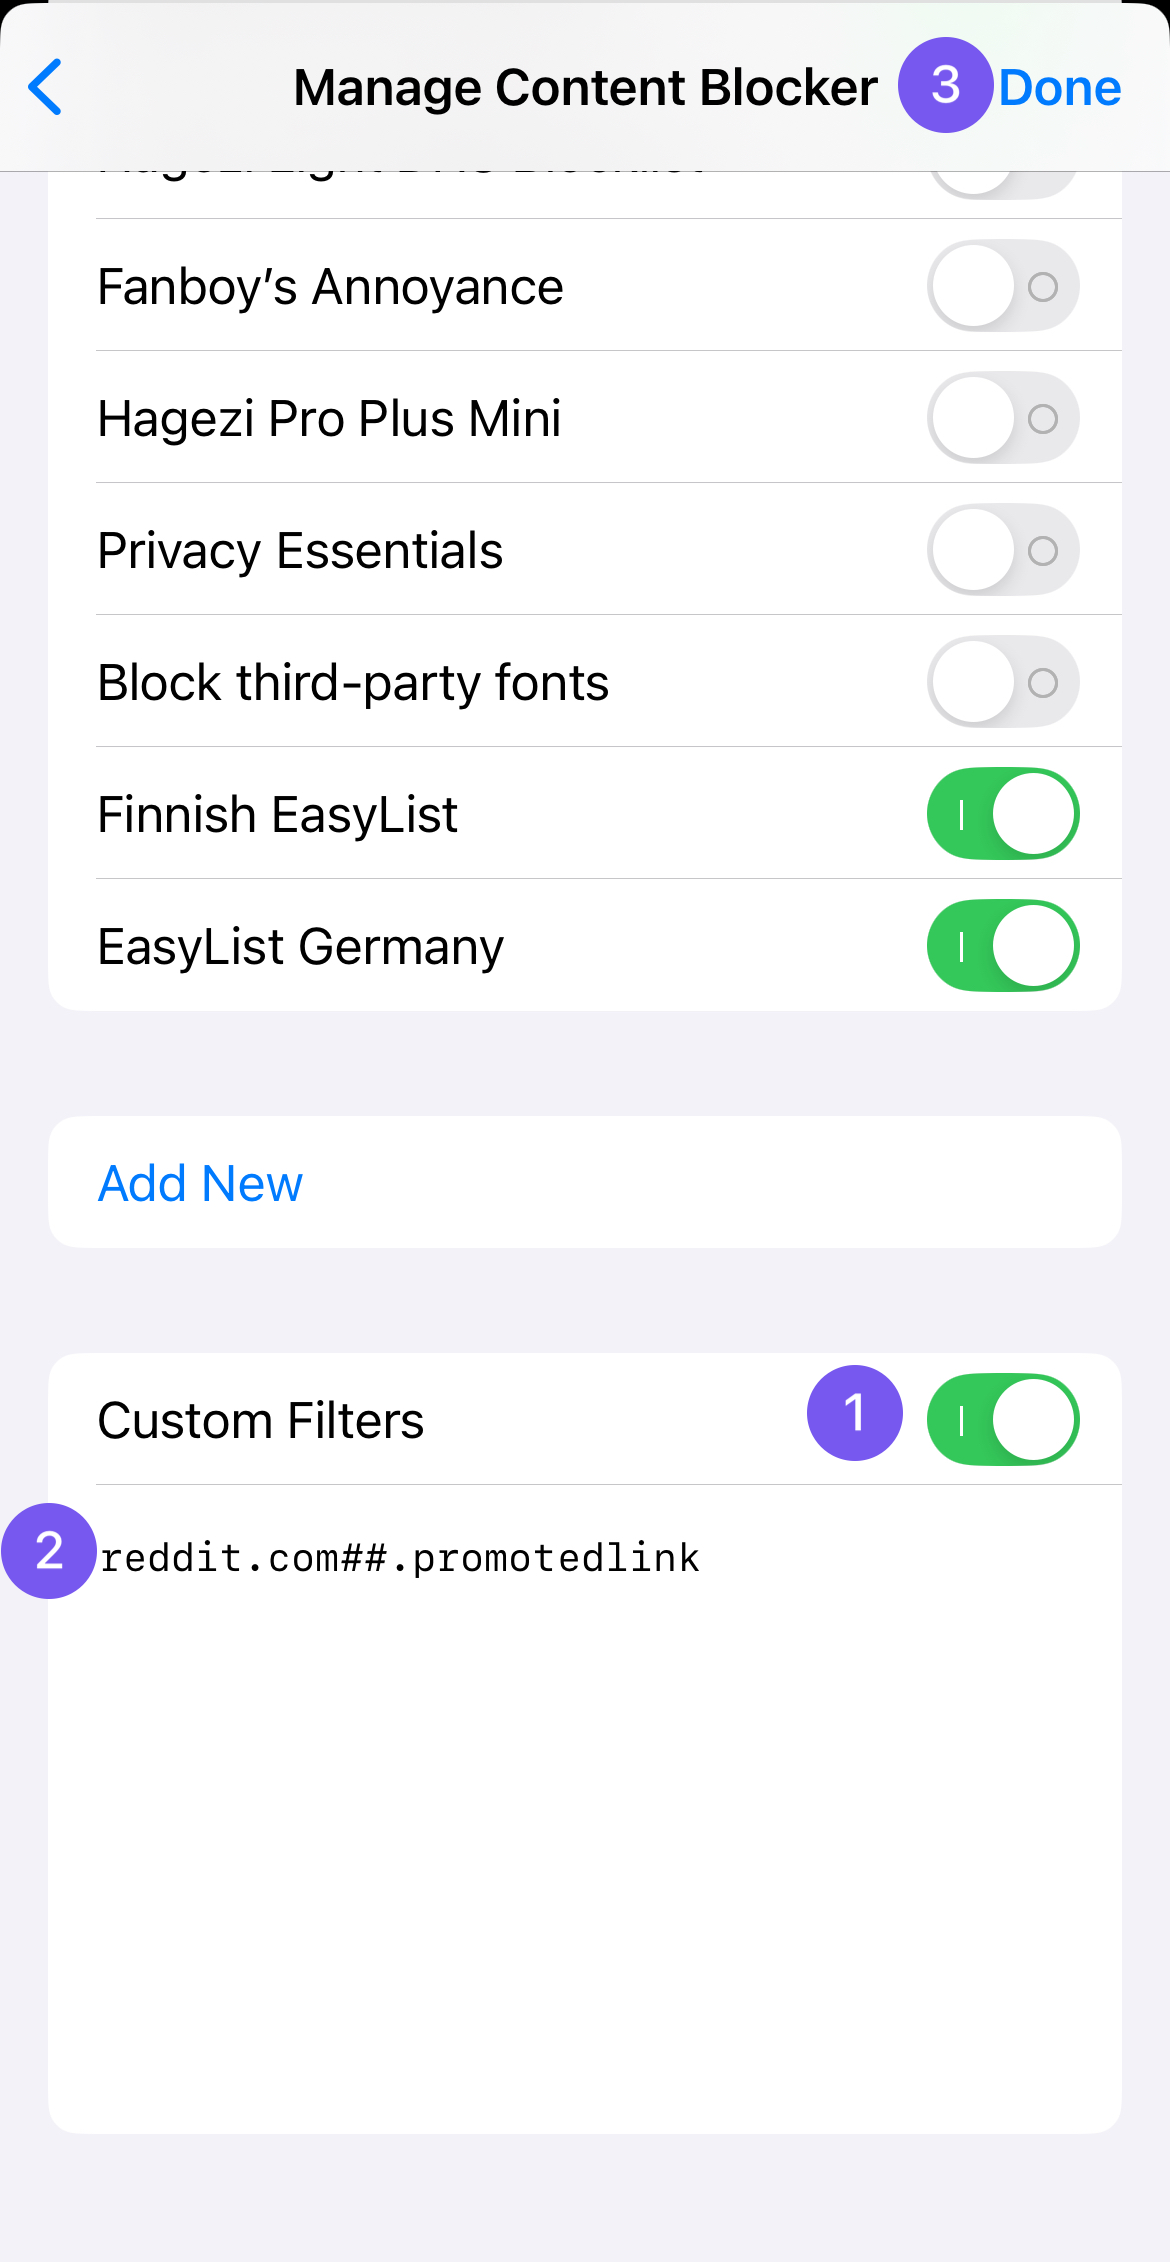 Manage Content Blocker
3
Done
Fanboy’s Annoyance
Hagezi Pro Plus Mini
Privacy Essentials
Block third-party fonts
Finnish EasyList
EasyList Germany
Add New
Custom Filters
1
2
reddit.com##.promotedlink